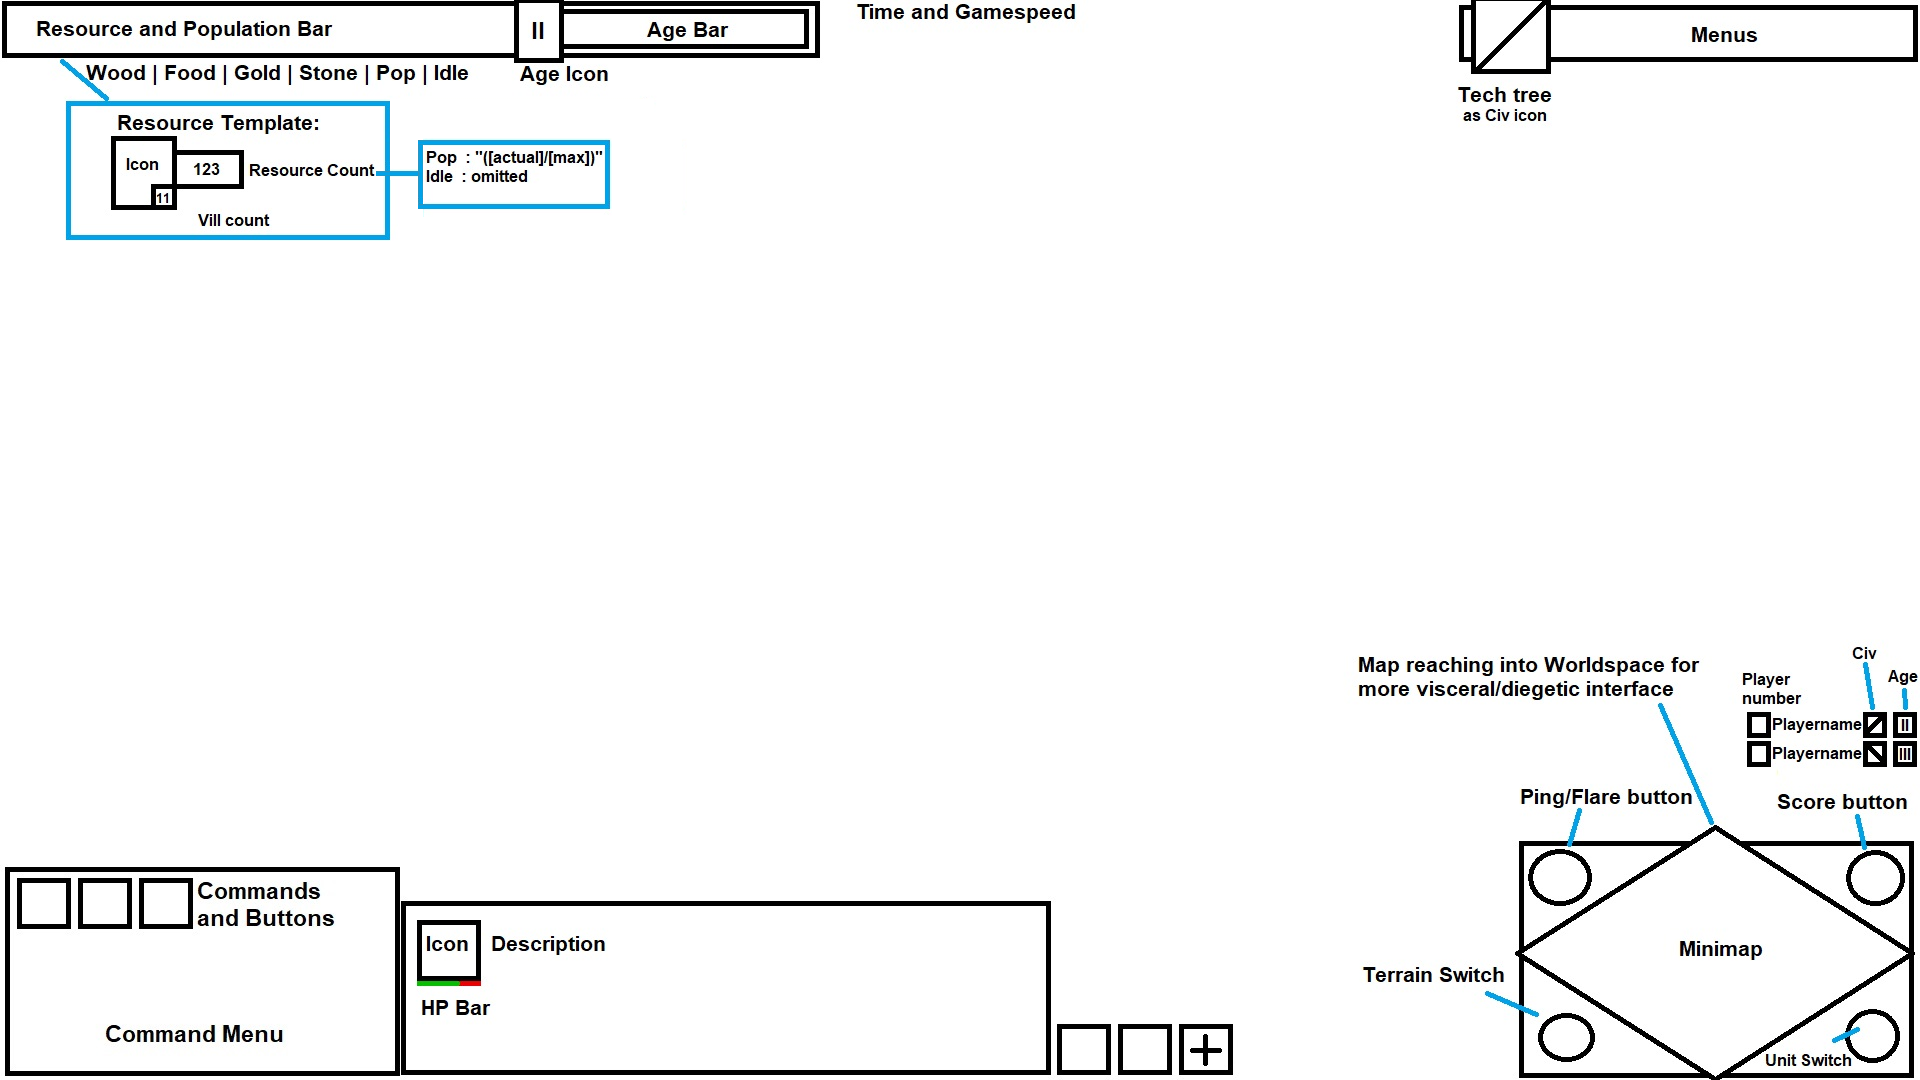 Resource and Population Bar
II
Age Bar
Time and Gamespeed
Menus
Wood | Food | Gold | Stone | Pop | Idle
Age Icon
Tech tree
as Civ icon
Resource Template:
Icon
123
Resource Count
11
Vill count
Pop : "([actual]/[max])"
Idle : omitted
Map reaching into Worldspace for
more visceral/diegetic interface
Civ
Age
Player
number
Playername
II
Playername
III
Ping/Flare button
Score button
Minimap
Terrain Switch
Unit Switch
Commands
and Buttons
Command Menu
Icon
Description
HP Bar
+